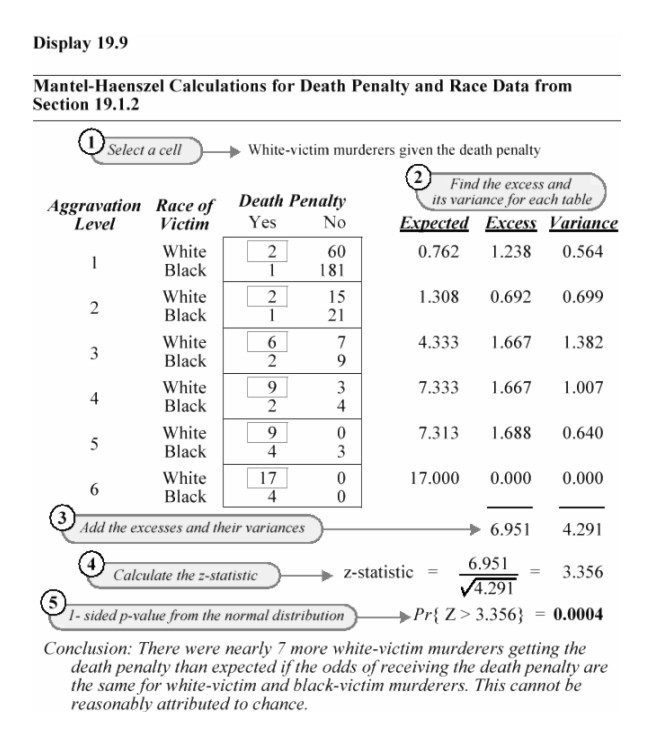 Display 19.9
Mantel-Haenszel Calculations for Death Penalty and Race Data from
Section 19.1.2
1 Select a cell White-victim murderers given the death penalty
2 Find the excess and
its variance for each table
Aggravation Race of Death Penalty
Level Victim Yes No Expected Excess Variance
1 White 2 60 0.762 1.238 0.564
Black 1 181
2 White 2 15 1.308 0.692 0.699
Black 1 21
3 White 6 7 4.333 1.667 1.382
Black 2 9
4 White 9 3 7.333 1.667 1.007
Black 2 4
5 White 9 0 7.313 1.688 0.640
Black 4 3
6 White 17 0 17.000 0.000 0.000
Black 4 0
3 Add the excesses and their variances 6.951 4.291
4 Calculate the z-statistic z-statistic = 6.951 / √4.291 = 3.356
5 1- sided p-value from the normal distribution Pr{ Z > 3.356} = 0.0004
Conclusion: There were nearly 7 more white-victim murderers getting the
death penalty than expected if the odds of receiving the death penalty are
the same for white-victim and black-victim murderers. This cannot be
reasonably attributed to chance.